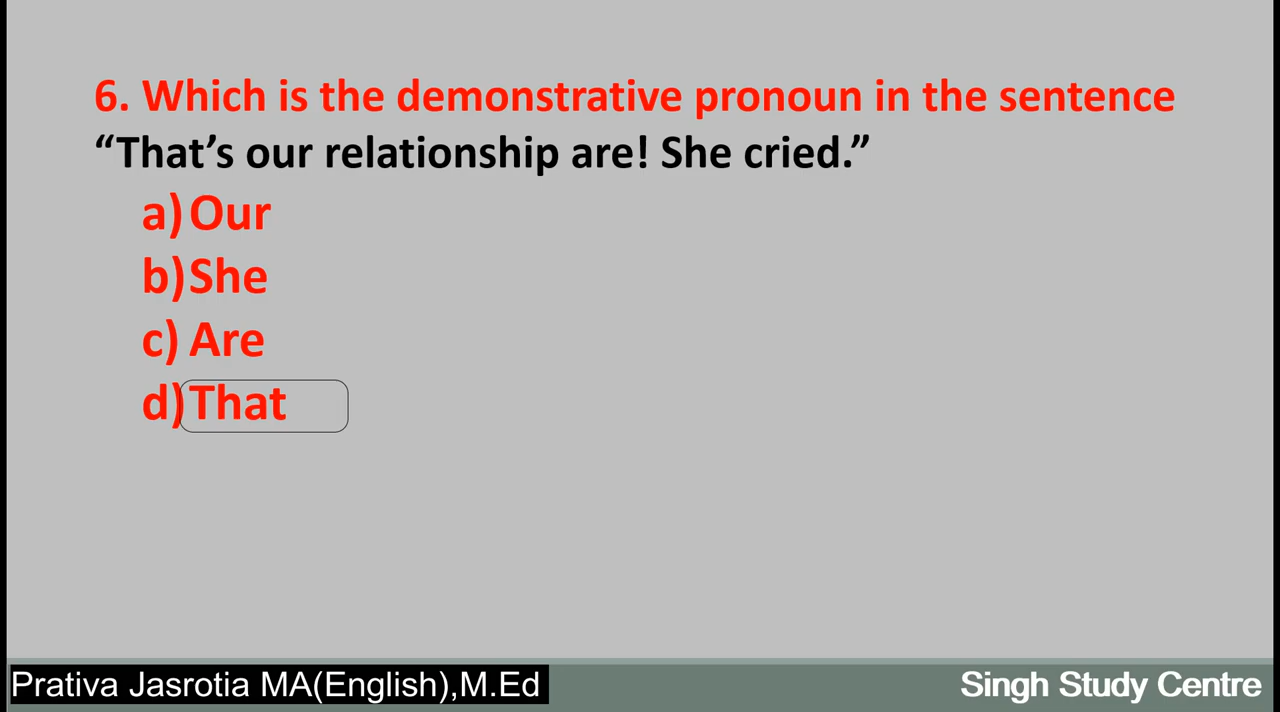 6. Which is the demonstrative pronoun in the sentence
“That’s our relationship are! She cried.”
a) Our
b) She
c) Are
d) That
Prativa Jasrotia MA(English),M.Ed
Singh Study Centre